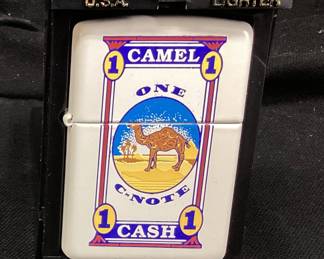 U.S.A. LIGHTER
CAMEL
1 1
ONE
C-NOTE
1 1
CASH